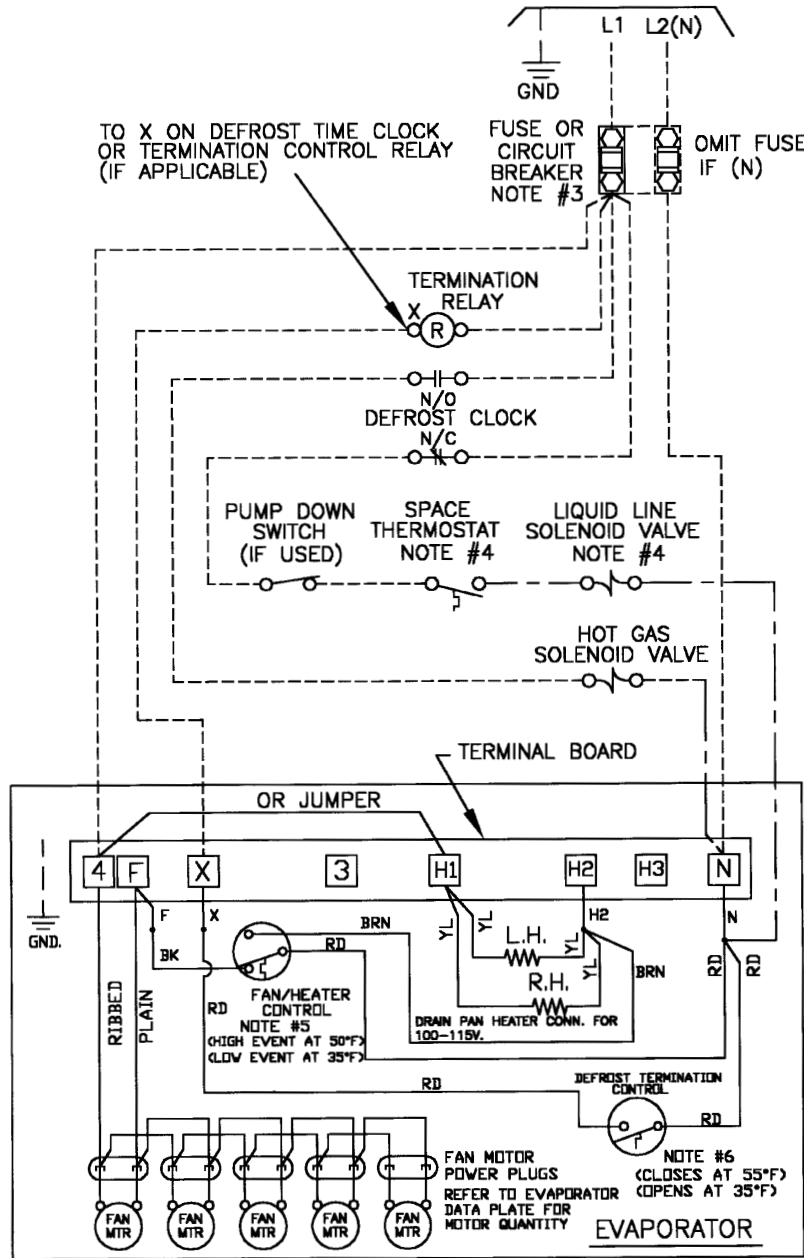 L1 L2(N)
GND
TO X ON DEFROST TIME CLOCK
OR TERMINATION CONTROL RELAY
(IF APPLICABLE)
FUSE OR
CIRCUIT
BREAKER
NOTE #3
OMIT FUSE
IF (N)
TERMINATION
RELAY
X
R
N/O
DEFROST CLOCK
N/C
PUMP DOWN
SWITCH
(IF USED)
SPACE
THERMOSTAT
NOTE #4
LIQUID LINE
SOLENOID VALVE
NOTE #4
HOT GAS
SOLENOID VALVE
TERMINAL BOARD
OR JUMPER
4 F X 3 H1 H2 H3 N
GND.
F
X
BK
RD
BRN
RD
YL
YL
L.H.
YL
H2
R.H.
YL
BRN
N
RD
RD
RIBBED
PLAIN
FAN/HEATER
CONTROL
NOTE #5
(HIGH EVENT AT 50°F)
(LOW EVENT AT 35°F)
DRAIN PAN HEATER CONN. FOR
100-115V.
RD
DEFROST TERMINATION
CONTROL
RD
NOTE #6
(CLOSES AT 55°F)
(OPENS AT 35°F)
FAN MOTOR
POWER PLUGS
REFER TO EVAPORATOR
DATA PLATE FOR
MOTOR QUANTITY
FAN
MTR
FAN
MTR
FAN
MTR
FAN
MTR
FAN
MTR
EVAPORATOR